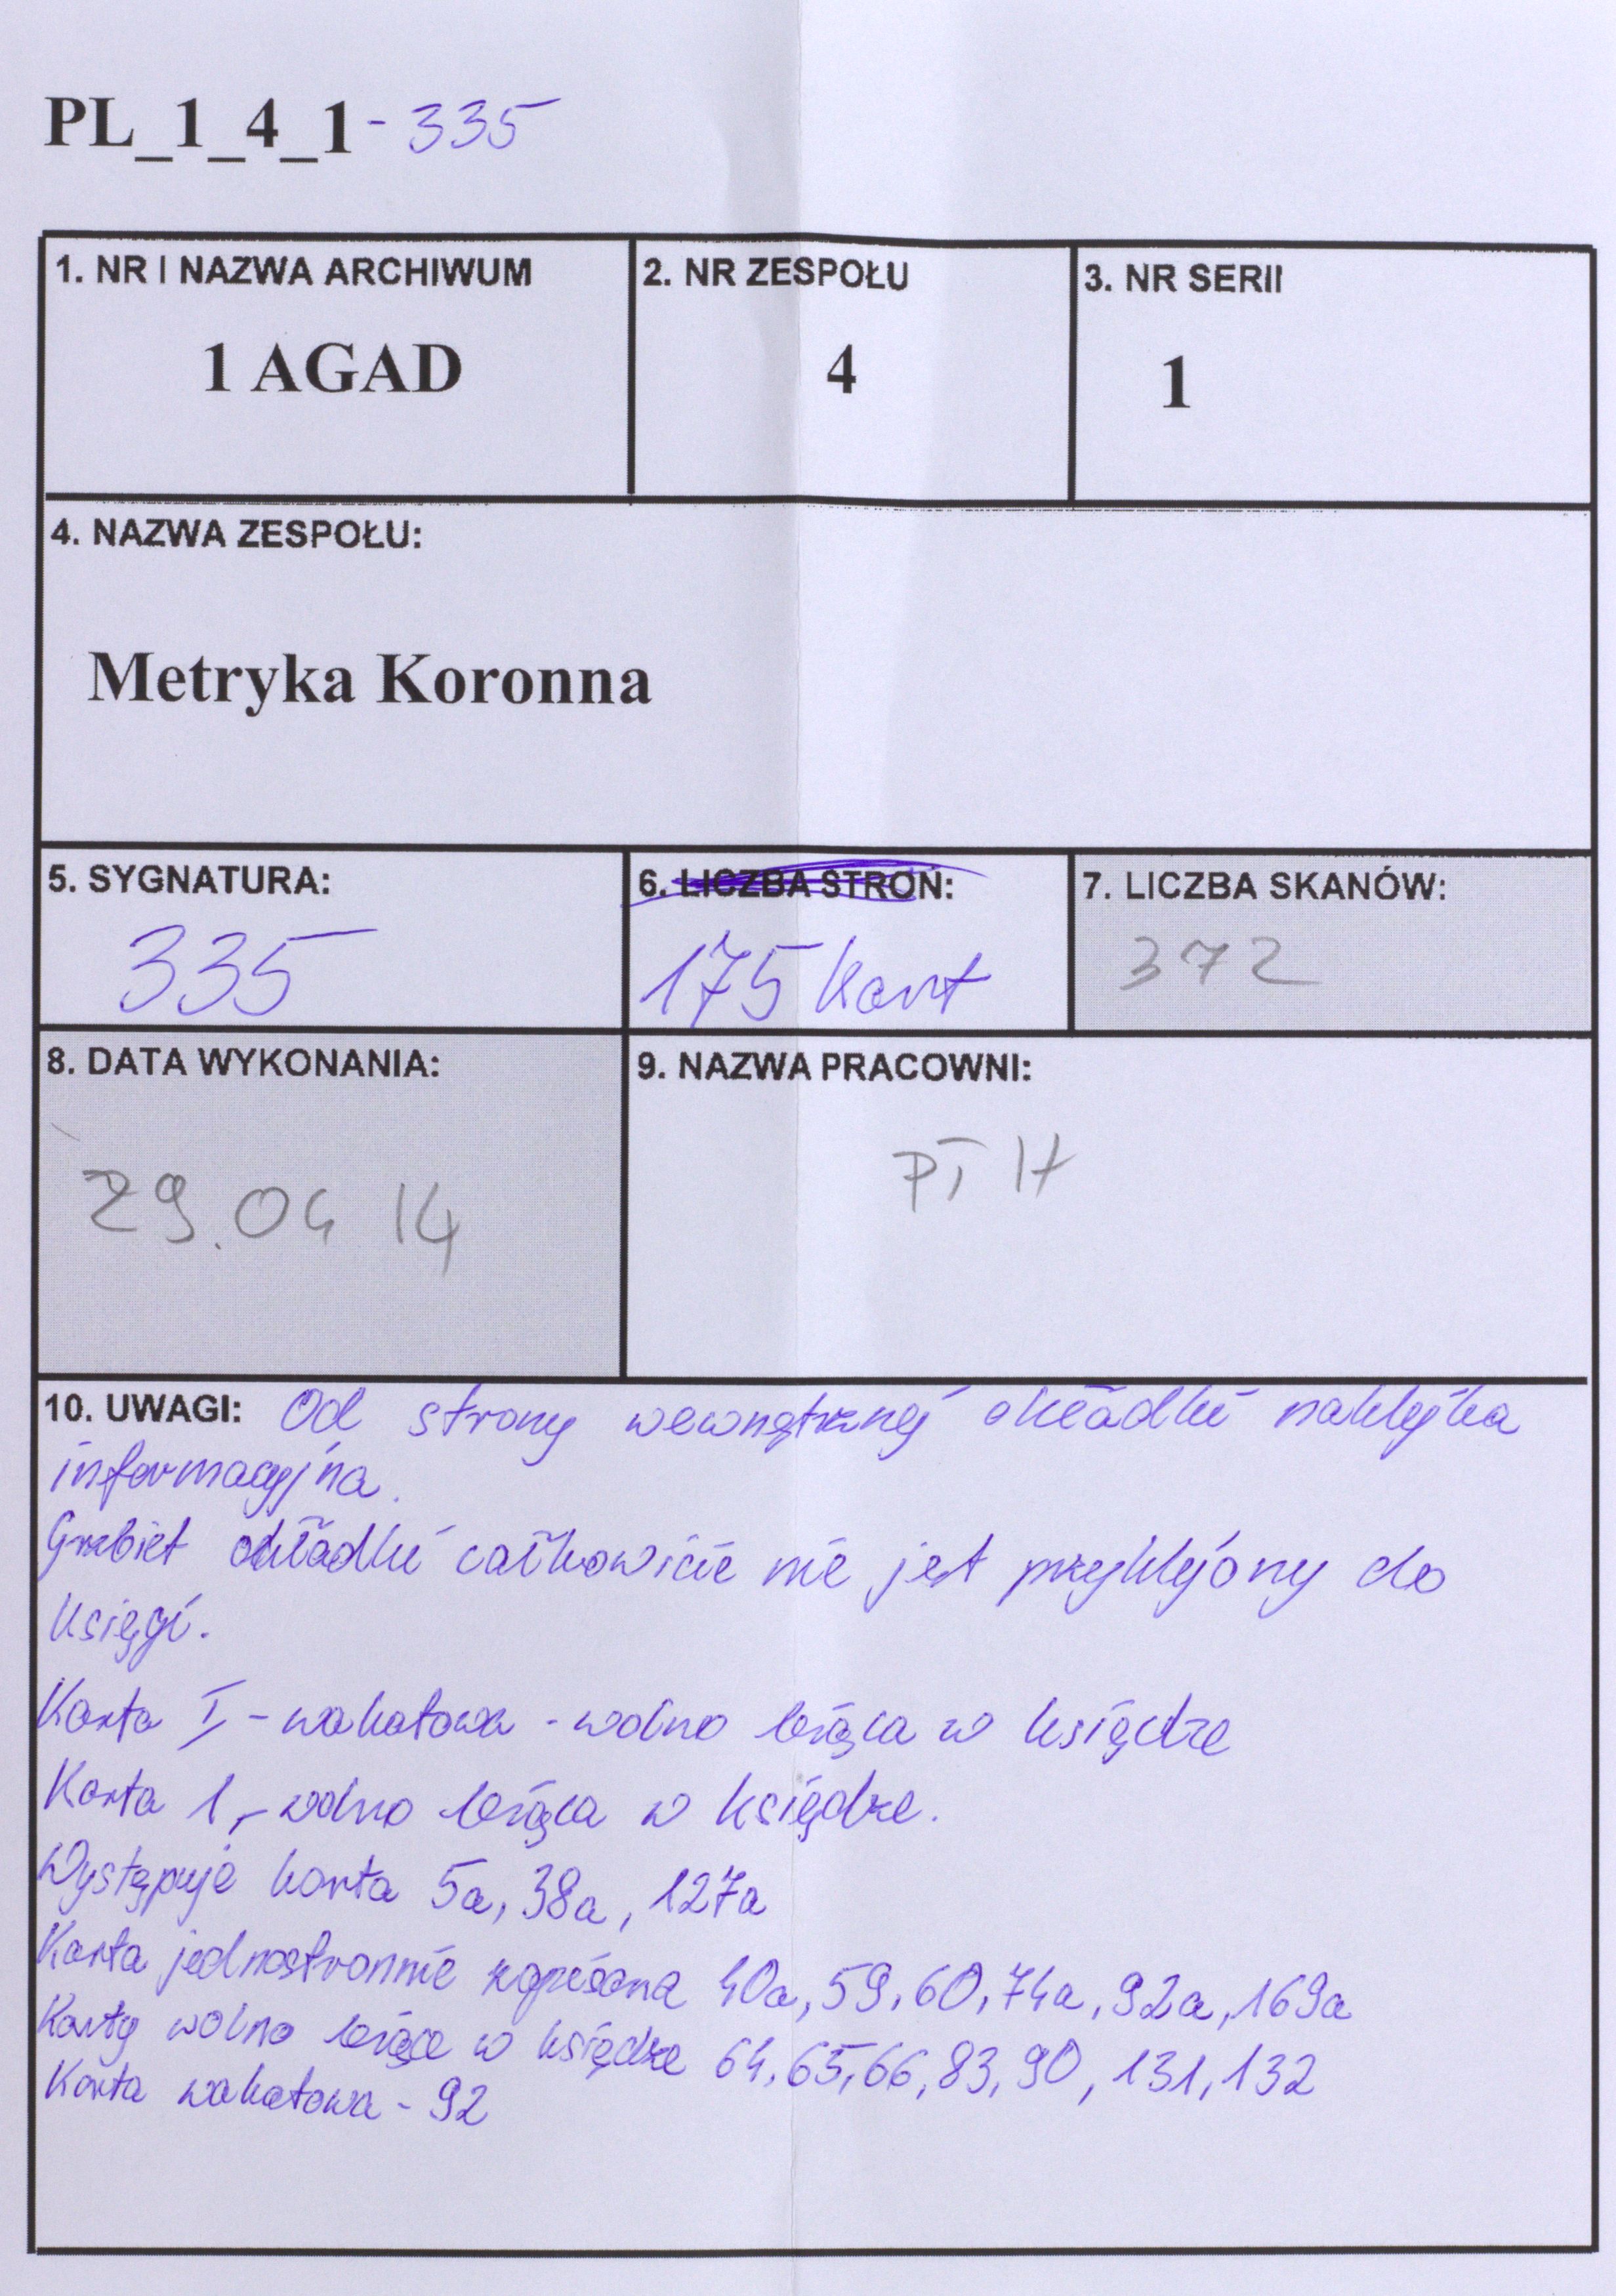 PL_1_4_1 - 335
1. NR I NAZWA ARCHIWUM
1 AGAD
2. NR ZESPOŁU
4
3. NR SERII
1
4. NAZWA ZESPOŁU:
Metryka Koronna
5. SYGNATURA:
335
6. LICZBA STRON:
175 kart
7. LICZBA SKANÓW:
372
8. DATA WYKONANIA:
29.04 14
9. NAZWA PRACOWNI:
10. UWAGI: Od strony wewnętrznej okładki naklejka
informacyjna.
Grzbiet okładki całkowicie nie jest przyklejony do
księgi.
Karta I - wakatowa - wolno leżąca w księdze
Karta 1, - wolno leżąca w księdze.
Występuje karta 5a, 38a, 127a
Karta jednostronnie zapisana 40a, 59, 60, 74a, 92a, 169a
Karty wolno leżące w księdze 64, 65, 66, 83, 90, 131, 132
Karta wakatowa - 92